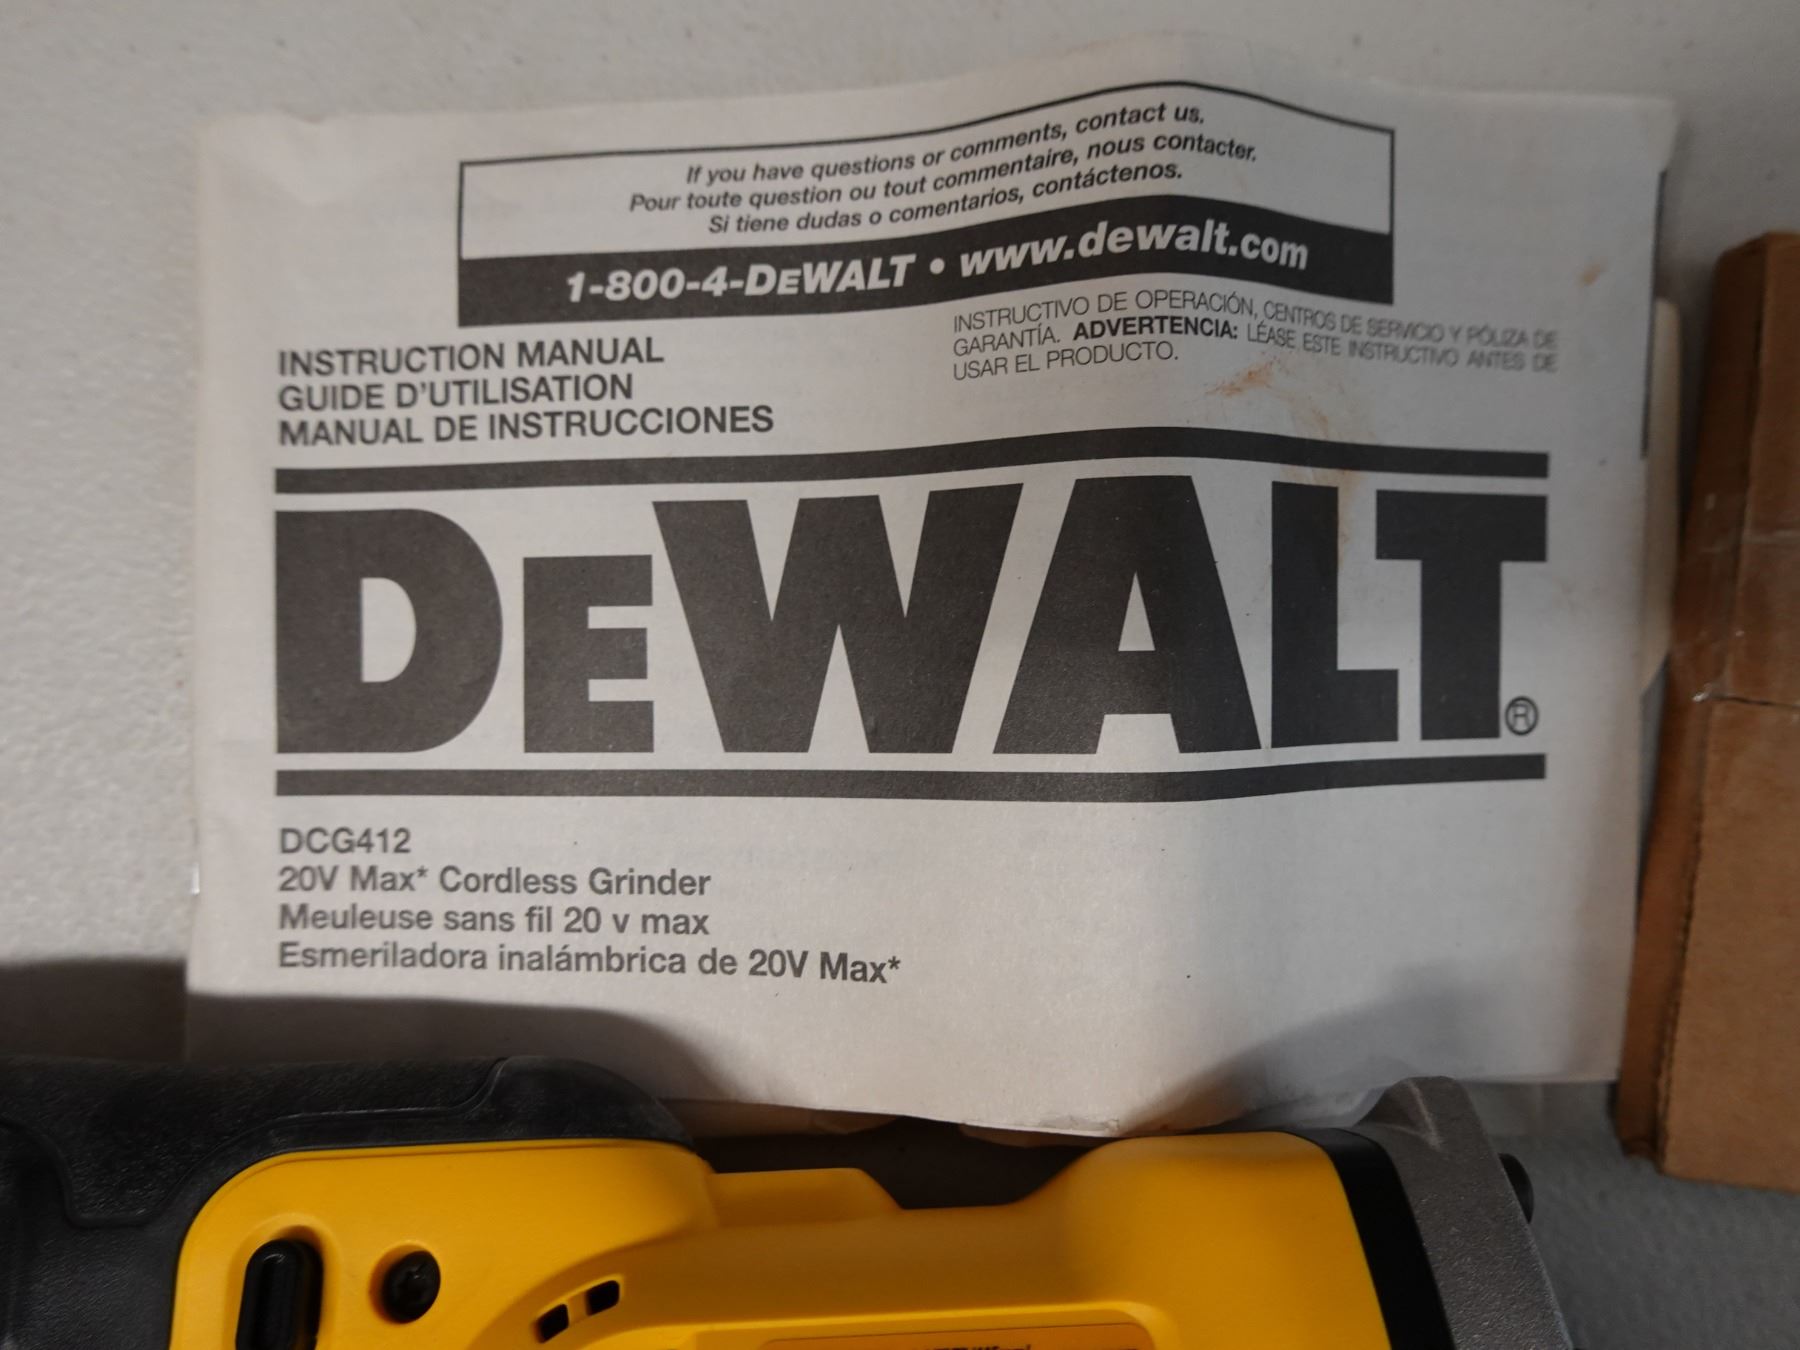 If you have questions or comments, contact us.
Pour toute question ou tout commentaire, nous contacter.
Si tiene dudas o comentarios, contáctenos.
1-800-4-DEWALT • www.dewalt.com
INSTRUCTION MANUAL
GUIDE D'UTILISATION
MANUAL DE INSTRUCCIONES
INSTRUCTIVO DE OPERACIÓN, CENTROS DE SERVICIO Y PÓLIZA DE
GARANTÍA. ADVERTENCIA: LÉASE ESTE INSTRUCTIVO ANTES DE
USAR EL PRODUCTO.
DEWALT®
DCG412
20V Max* Cordless Grinder
Meuleuse sans fil 20 v max
Esmeriladora inalámbrica de 20V Max*